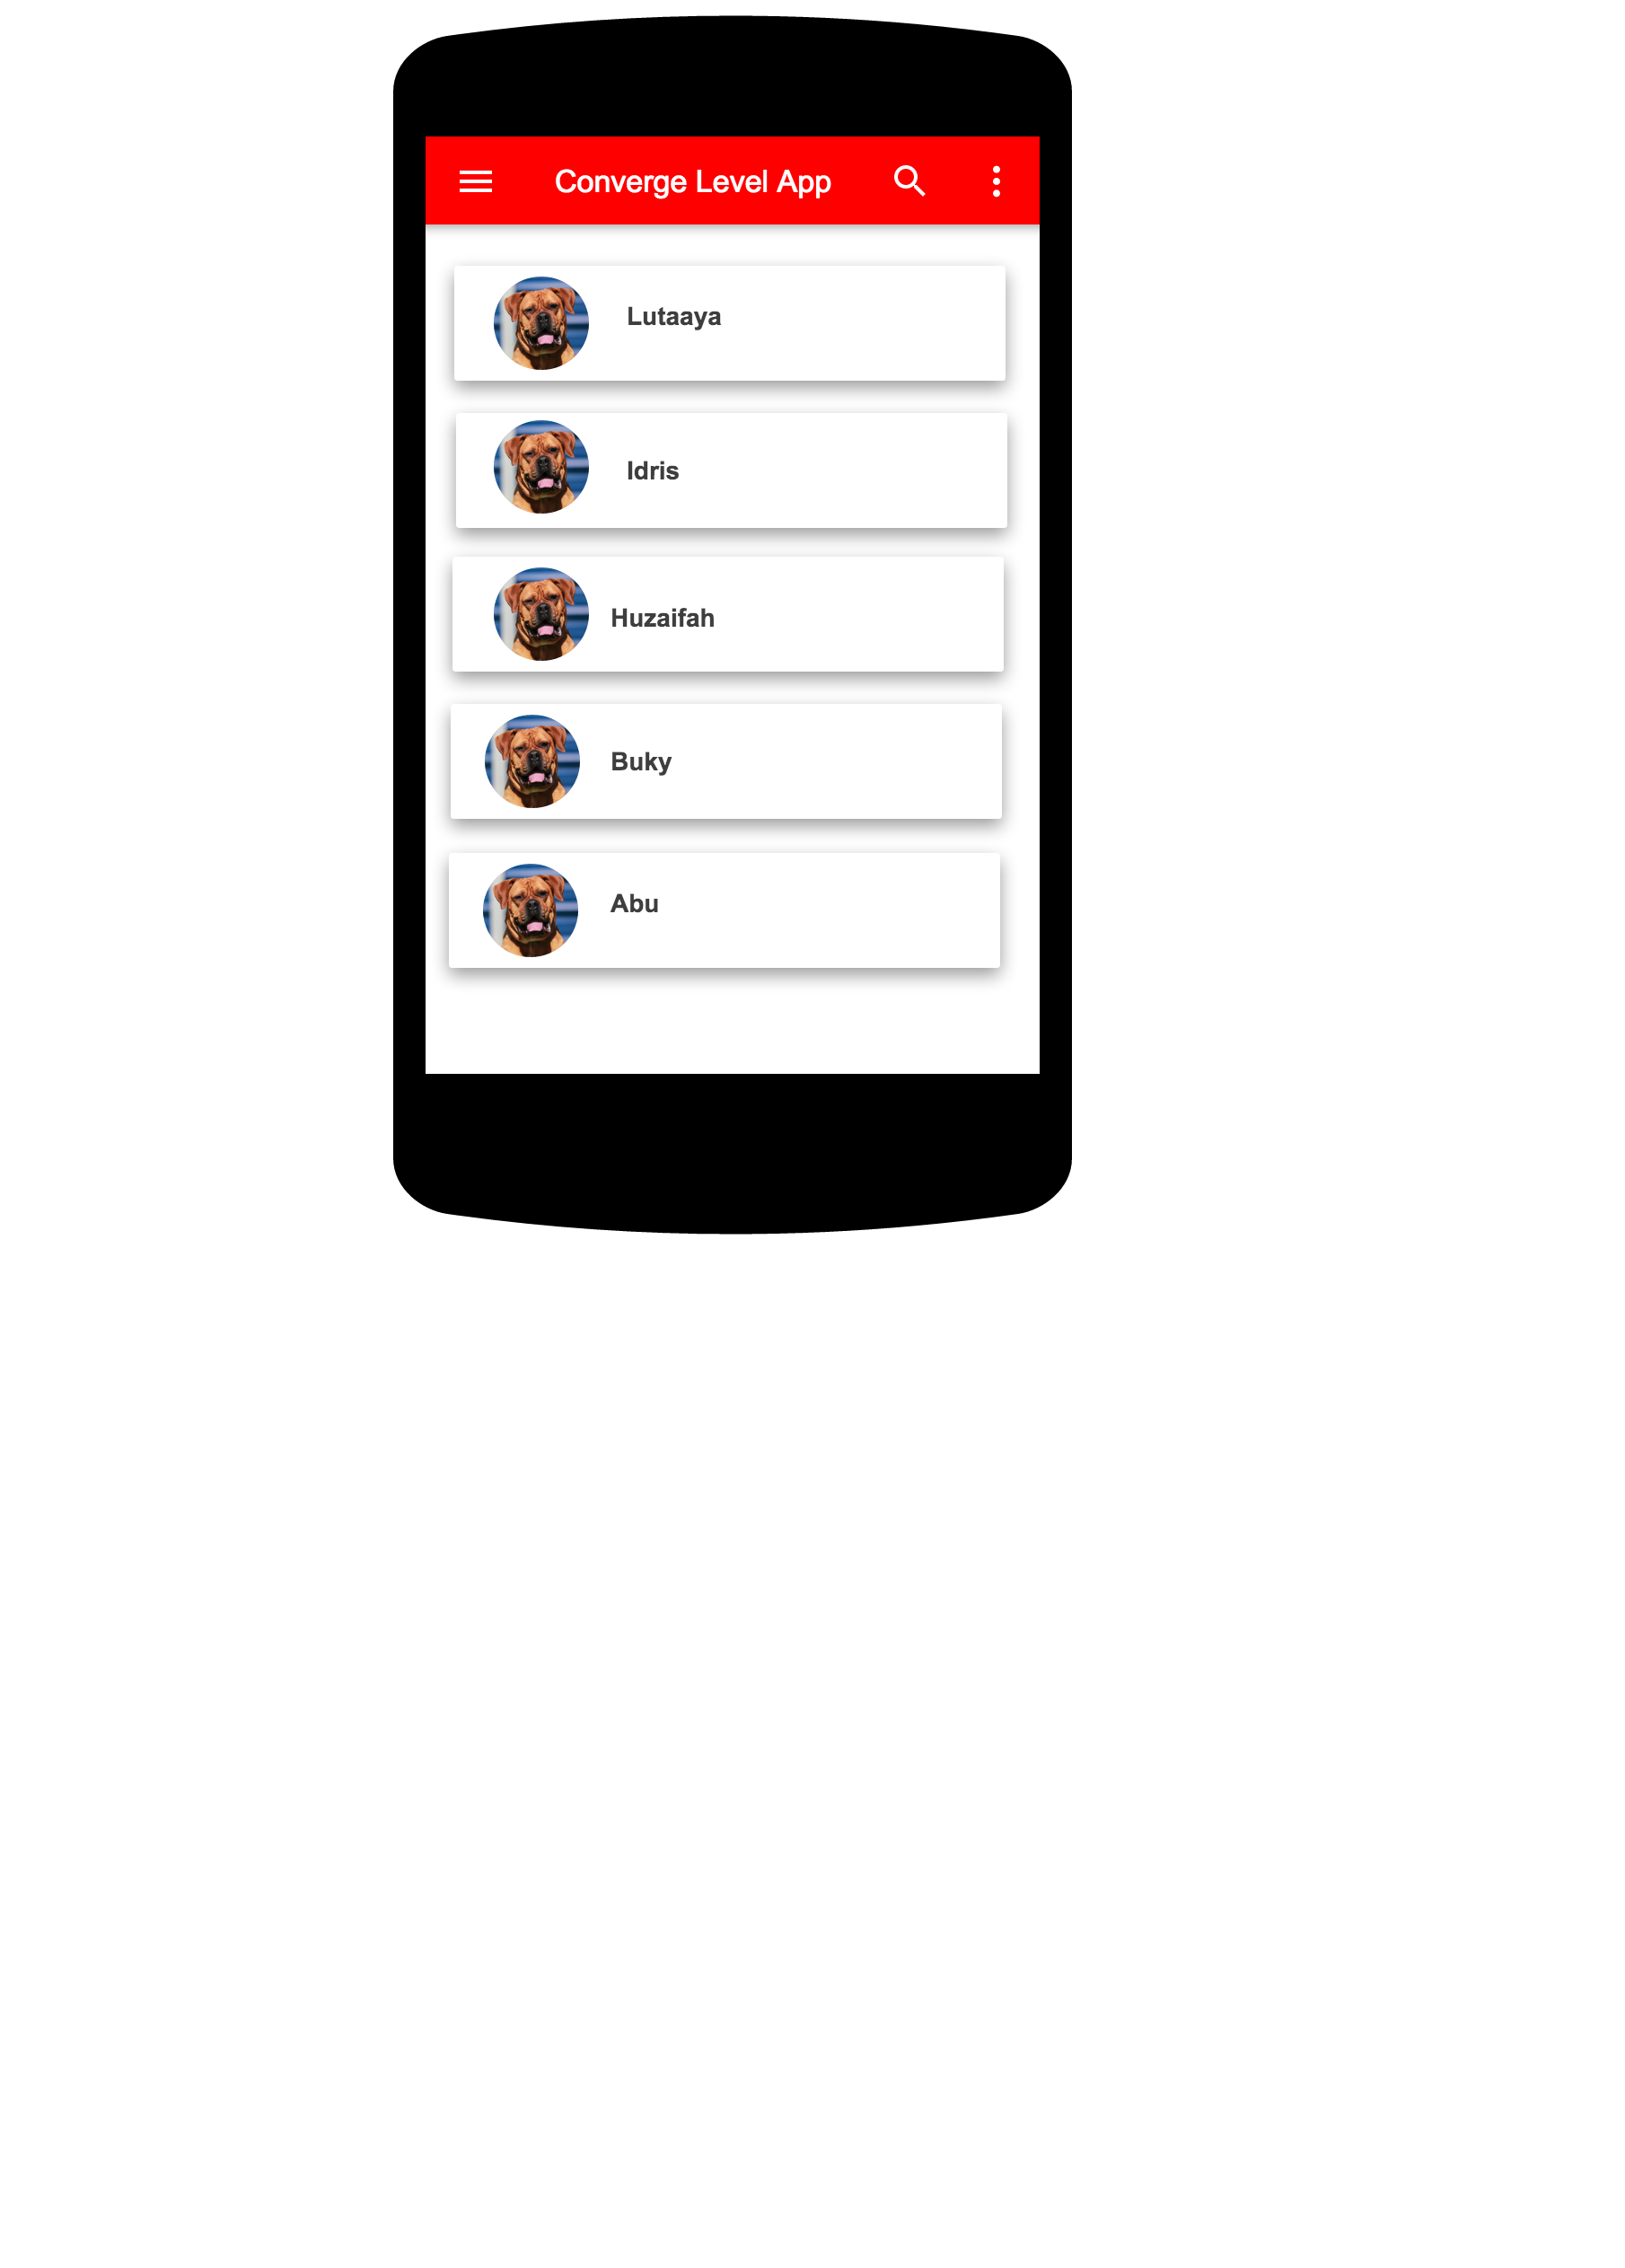 Converge Level App
Lutaaya
Idris
Huzaifah
Buky
Abu